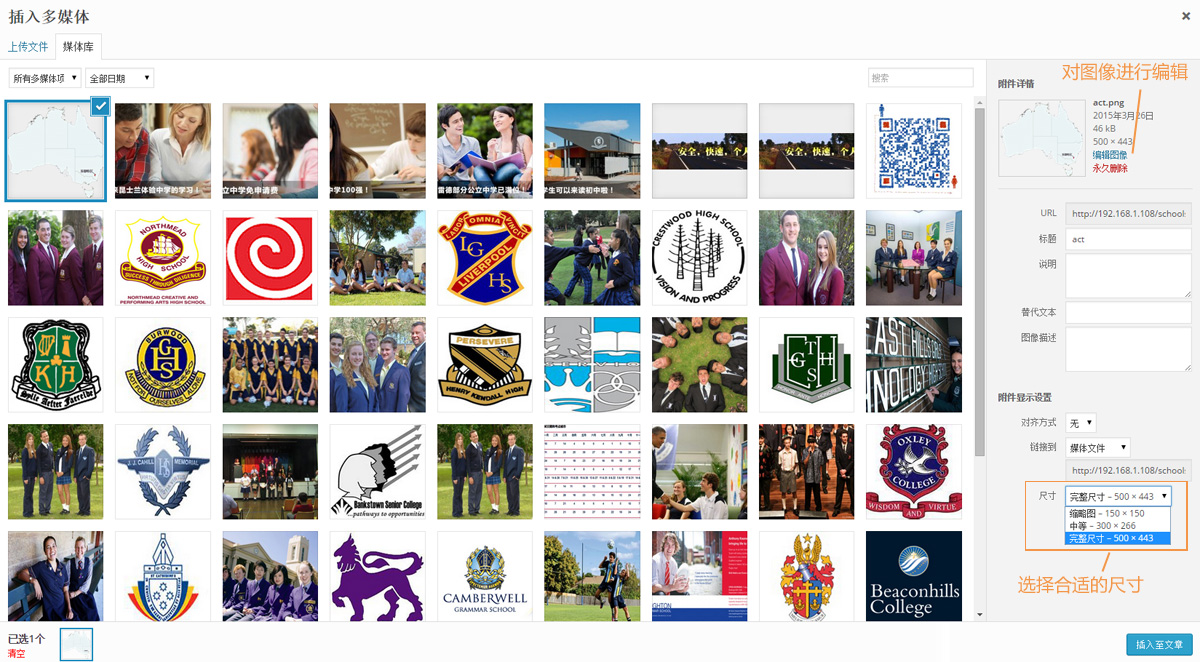 插入多媒体
×
上传文件
媒体库
所有多媒体项
全部日期
搜索
附件详情
对图像进行编辑
act.png
2015年3月26日
46 kB
500 × 443
编辑图像
永久删除
URL
http://192.168.1.108/school
标题
act
说明
替代文本
图像描述
附件显示设置
对齐方式
无
链接到
媒体文件
http://192.168.1.108/school
尺寸
完整尺寸 – 500 × 443
缩略图 – 150 × 150
中等 – 300 × 266
完整尺寸 – 500 × 443
选择合适的尺寸
昆士兰体验中学的学习！
立中学免申请费
中学100强！
雷德部分公立中学已满位！
学生可以来读初中啦！
安全，快速，个人
安全，快速，个人
NORTHMEAD
HIGH SCHOOL
SUCCESS THROUGH DILIGENCE
NORTHMEAD CREATIVE AND
PERFORMING ARTS HIGH SCHOOL
LABOR OMNIA VINCIT
LG
LIVERPOOL
HS
CRESTWOOD HIGH SCHOOL
VISION AND PROGRESS
K H
BURWOOD
GHS
NOT FOR OURSELVES ALONE
PERSEVERE
HENRY KENDALL HIGH
GTHS
EAST HILLS GIRLS
J. J. CAHILL
MEMORIAL
HS
Bankstown Senior College
pathways to opportunities
OXLEY
COLLEGE
WISDOM AND VIRTUE
ST CATHERINE'S
CAMBERWELL
GRAMMAR SCHOOL
Beaconhills
College
已选1个
清空
插入至文章